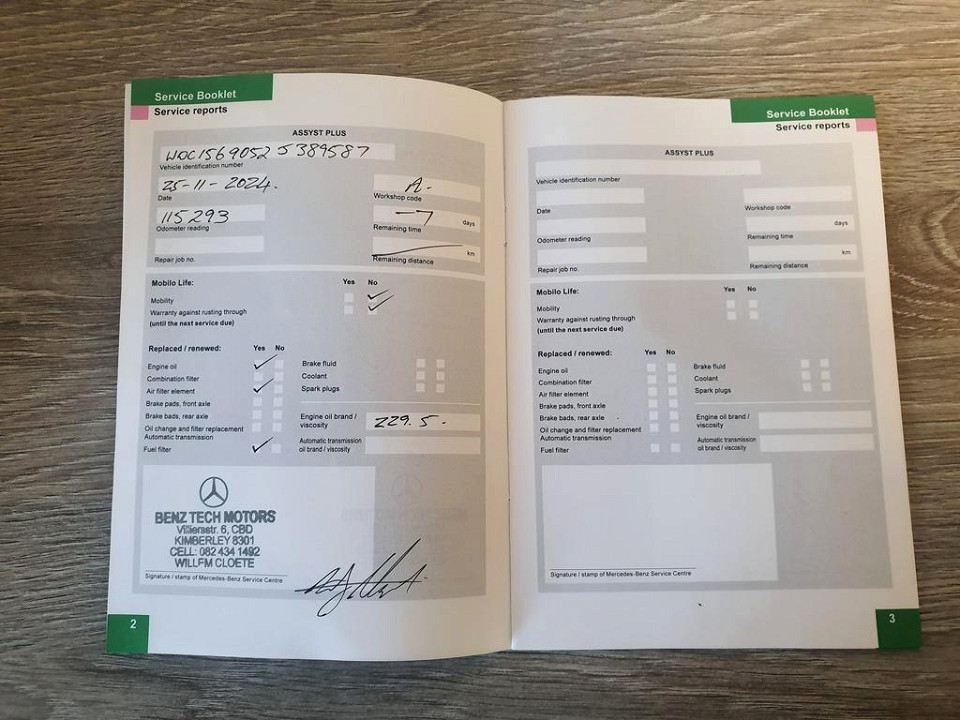 Service Booklet
Service reports
ASSYST PLUS
WDC1569052 J389587
Vehicle identification number
25-11-2024.
Date
A.
Workshop code
115 293
Odometer reading
-7 days
Remaining time
km
Repair job no.
Remaining distance
Mobilo Life: Yes No
Mobility
Warranty against rusting through
(until the next service due)
Replaced / renewed: Yes No
Engine oil
Combination filter
Air filter element
Brake pads, front axle
Brake bads, rear axle
Oil change and filter replacement
Automatic transmission
Fuel filter
Brake fluid
Coolant
Spark plugs
Engine oil brand /
viscosity
229.5.
Automatic transmission
oil brand / viscosity
BENZ TECH MOTORS
Villiersstr. 6, CBD
KIMBERLEY 8301
CELL: 082 434 1492
WILLEM CLOETE
Signature / stamp of Mercedes-Benz Service Centre
2
Service Booklet
Service reports
ASSYST PLUS
Vehicle identification number
Date
Workshop code
Odometer reading
days
Remaining time
km
Repair job no.
Remaining distance
Mobilo Life: Yes No
Mobility
Warranty against rusting through
(until the next service due)
Replaced / renewed: Yes No
Engine oil
Combination filter
Air filter element
Brake pads, front axle
Brake bads, rear axle
Oil change and filter replacement
Automatic transmission
Fuel filter
Brake fluid
Coolant
Spark plugs
Engine oil brand /
viscosity
Automatic transmission
oil brand / viscosity
Signature / stamp of Mercedes-Benz Service Centre
3